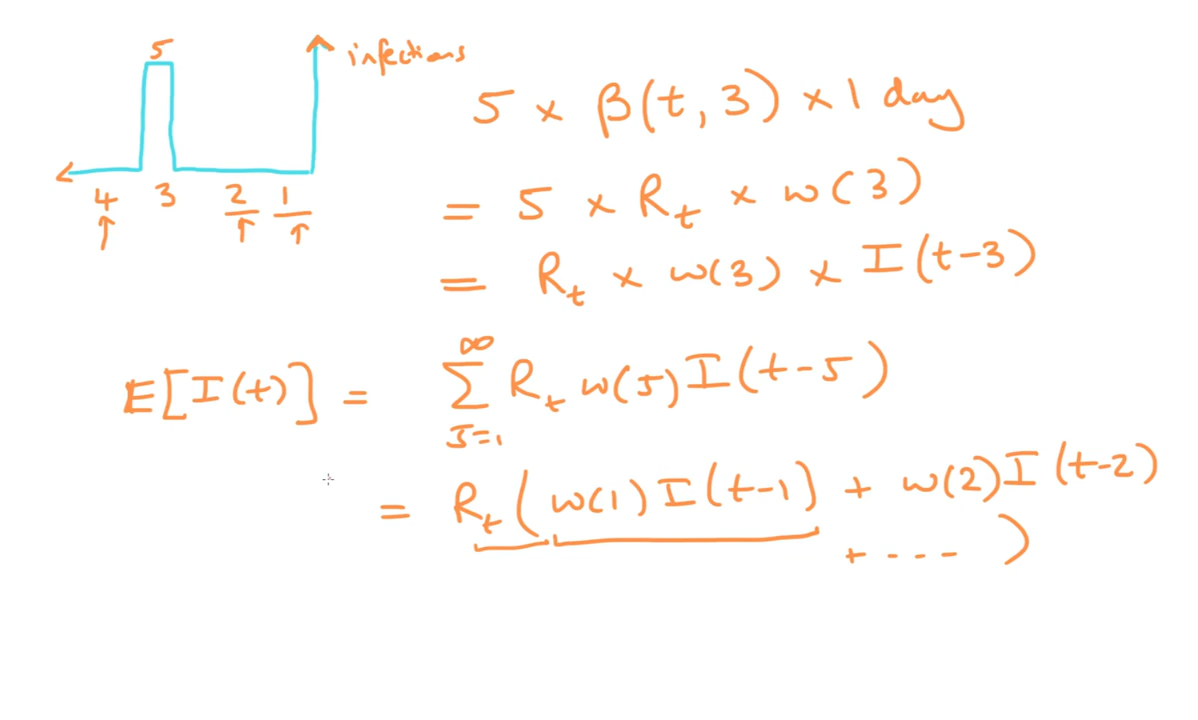 5
infections
4 3 2 1
5 × β(t, 3) × 1 day
= 5 × R_t × w(3)
= R_t × w(3) × I(t-3)
E[I(t)] = ∑_{s=1}^{∞} R_t w(s) I(t-s)
= R_t (w(1) I(t-1) + w(2) I(t-2)
+ ---- )